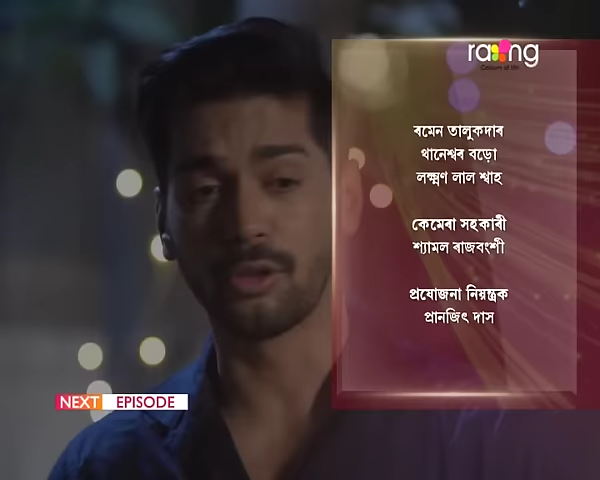 rang
Colours of life
ৰমেন তালুকদাৰ
থানেশ্বৰ বড়ো
লক্ষ্মণ লাল শ্বাহ
কেমেৰা সহকাৰী
শ্যামল ৰাজবংশী
প্ৰযোজনা নিয়ন্ত্ৰক
প্ৰানজিৎ দাস
NEXT EPISODE